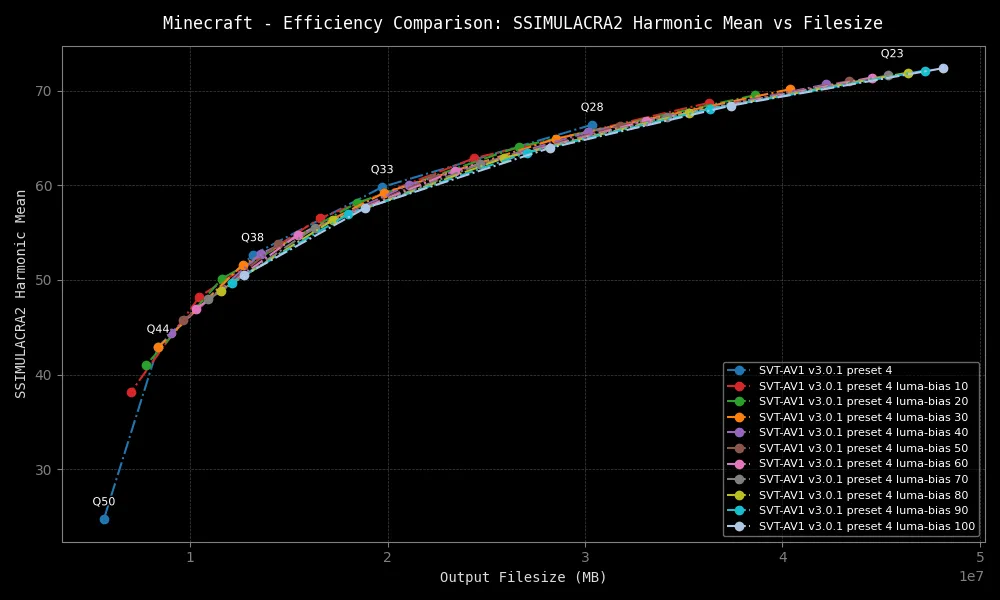 Minecraft - Efficiency Comparison: SSIMULACRA2 Harmonic Mean vs Filesize
Q23
Q28
Q33
Q38
Q44
Q50
70
60
50
40
30
SSIMULACRA2 Harmonic Mean
SVT-AV1 v3.0.1 preset 4
SVT-AV1 v3.0.1 preset 4 luma-bias 10
SVT-AV1 v3.0.1 preset 4 luma-bias 20
SVT-AV1 v3.0.1 preset 4 luma-bias 30
SVT-AV1 v3.0.1 preset 4 luma-bias 40
SVT-AV1 v3.0.1 preset 4 luma-bias 50
SVT-AV1 v3.0.1 preset 4 luma-bias 60
SVT-AV1 v3.0.1 preset 4 luma-bias 70
SVT-AV1 v3.0.1 preset 4 luma-bias 80
SVT-AV1 v3.0.1 preset 4 luma-bias 90
SVT-AV1 v3.0.1 preset 4 luma-bias 100
1 2 3 4 5
1e7
Output Filesize (MB)